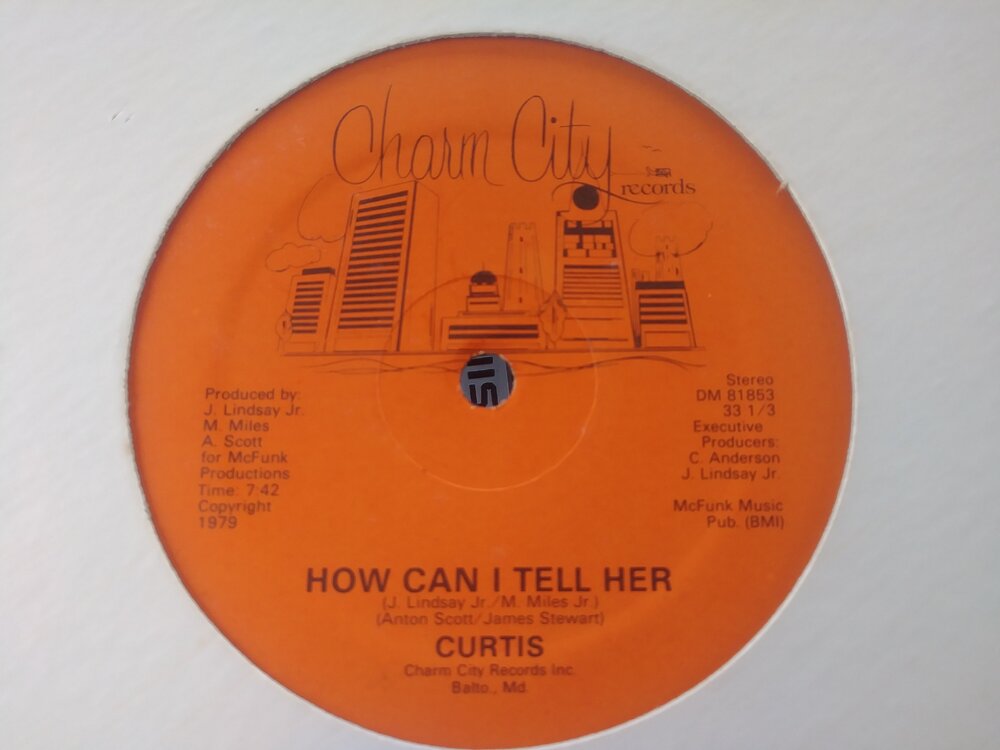 Charm City
records
Produced by:
J. Lindsay Jr.
M. Miles
A. Scott
for McFunk
Productions
Time: 7:42
Copyright
1979
Stereo
DM 81853
33 1/3
Executive
Producers:
C. Anderson
J. Lindsay Jr.
McFunk Music
Pub. (BMI)
HOW CAN I TELL HER
(J. Lindsay Jr./M. Miles Jr.)
(Anton Scott/James Stewart)
CURTIS
Charm City Records Inc.
Balto., Md.